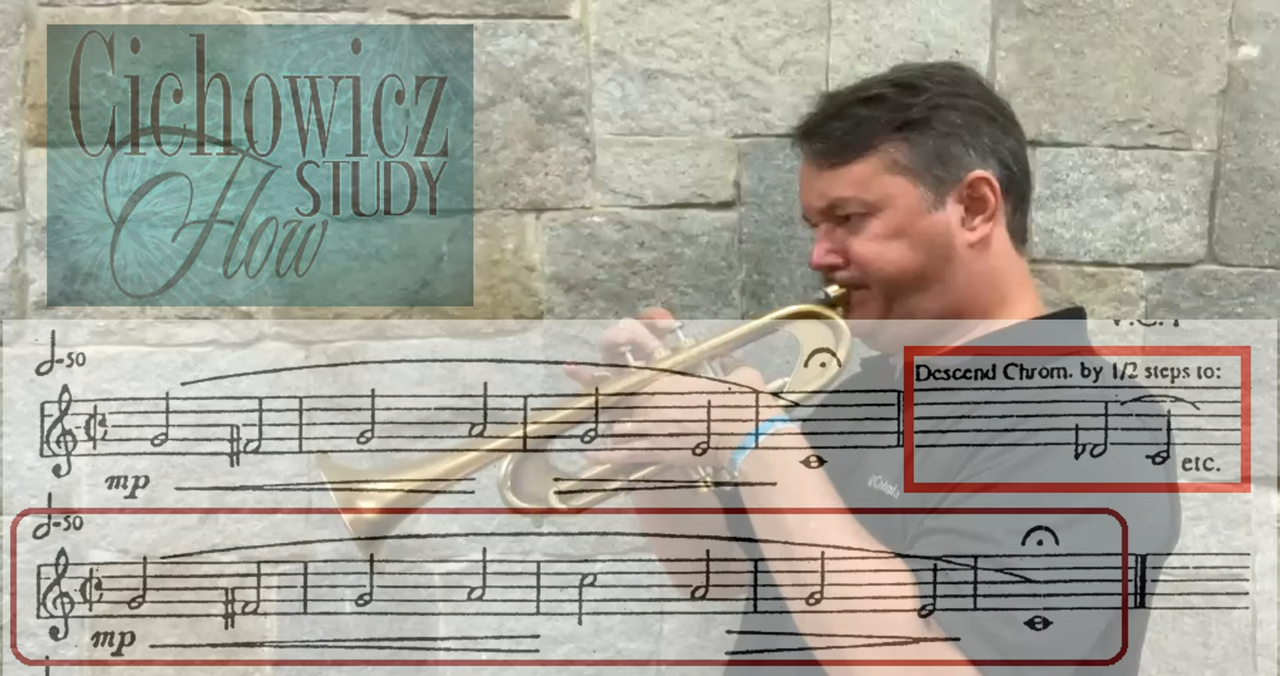 Cichowicz
STUDY
Flow
-50
Descend Chrom. by 1/2 steps to:
mp
etc.
-50
mp